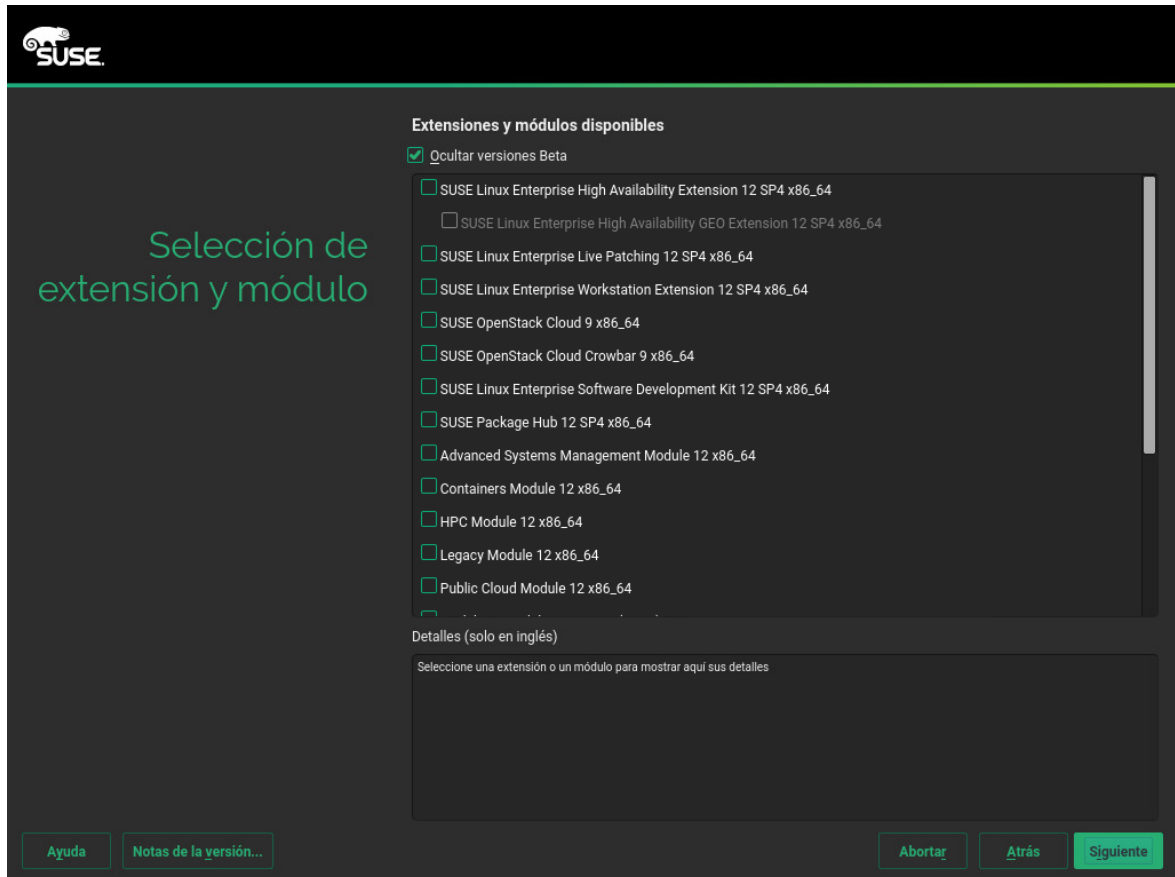 SUSE.
Selección de
extensión y módulo
Extensiones y módulos disponibles
Ocultar versiones Beta
SUSE Linux Enterprise High Availability Extension 12 SP4 x86_64
SUSE Linux Enterprise High Availability GEO Extension 12 SP4 x86_64
SUSE Linux Enterprise Live Patching 12 SP4 x86_64
SUSE Linux Enterprise Workstation Extension 12 SP4 x86_64
SUSE OpenStack Cloud 9 x86_64
SUSE OpenStack Cloud Crowbar 9 x86_64
SUSE Linux Enterprise Software Development Kit 12 SP4 x86_64
SUSE Package Hub 12 SP4 x86_64
Advanced Systems Management Module 12 x86_64
Containers Module 12 x86_64
HPC Module 12 x86_64
Legacy Module 12 x86_64
Public Cloud Module 12 x86_64
Detalles (solo en inglés)
Seleccione una extensión o un módulo para mostrar aquí sus detalles
Ayuda
Notas de la versión...
Abortar
Atrás
Siguiente